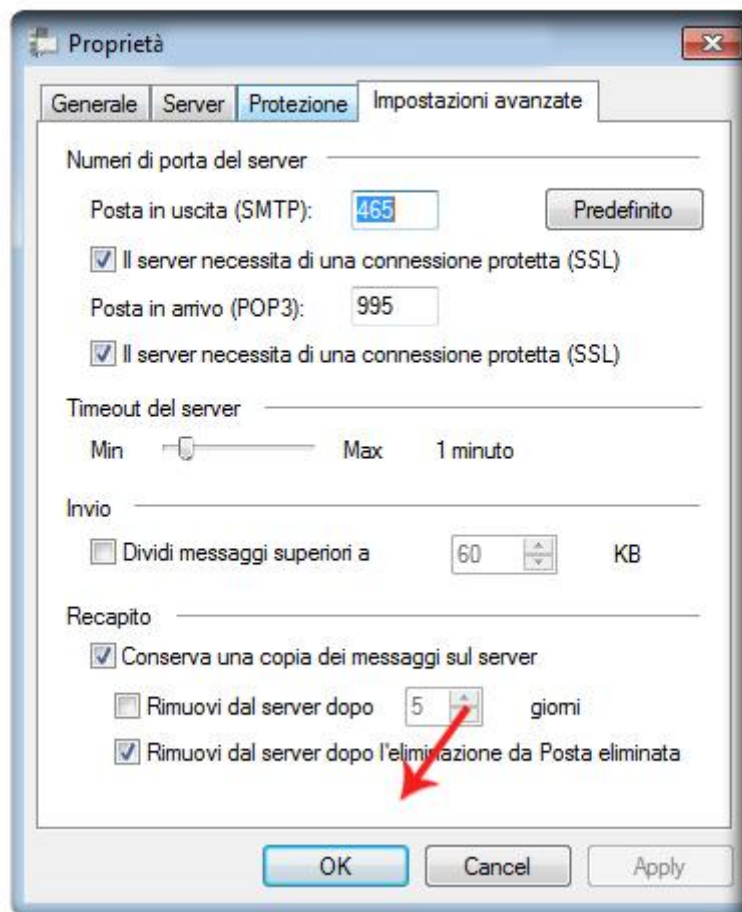 Proprietà
Generale Server Protezione Impostazioni avanzate
Numeri di porta del server
Posta in uscita (SMTP): 465 Predefinito
Il server necessita di una connessione protetta (SSL)
Posta in arrivo (POP3): 995
Il server necessita di una connessione protetta (SSL)
Timeout del server
Min Max 1 minuto
Invio
Dividi messaggi superiori a 60 KB
Recapito
Conserva una copia dei messaggi sul server
Rimuovi dal server dopo 5 giorni
Rimuovi dal server dopo l'eliminazione da Posta eliminata
OK Cancel Apply